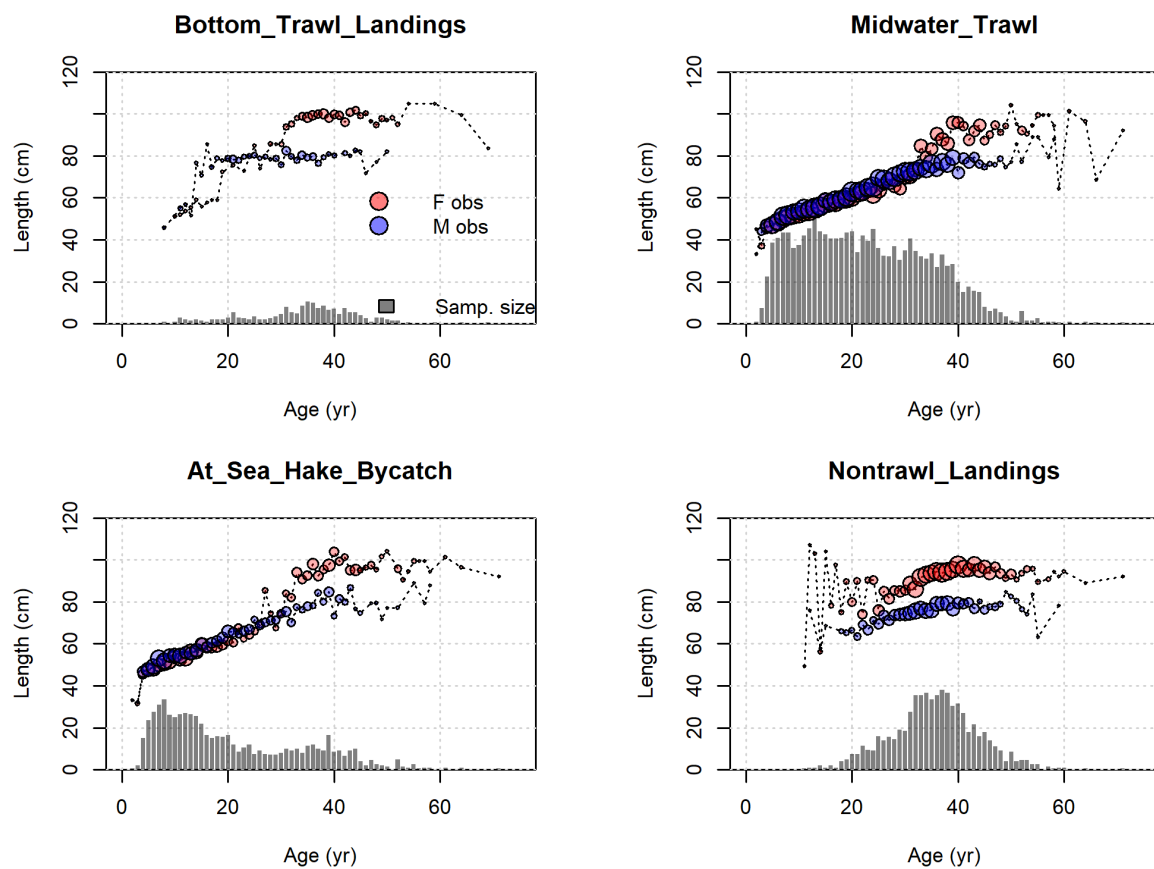 Bottom_Trawl_Landings
Midwater_Trawl
Length (cm)
0 20 40 60 80 120
F obs
M obs
Samp. size
0 20 40 60
Age (yr)
Length (cm)
0 20 40 60 80 120
0 20 40 60
Age (yr)
At_Sea_Hake_Bycatch
Nontrawl_Landings
Length (cm)
0 20 40 60 80 120
0 20 40 60
Age (yr)
Length (cm)
0 20 40 60 80 120
0 20 40 60
Age (yr)